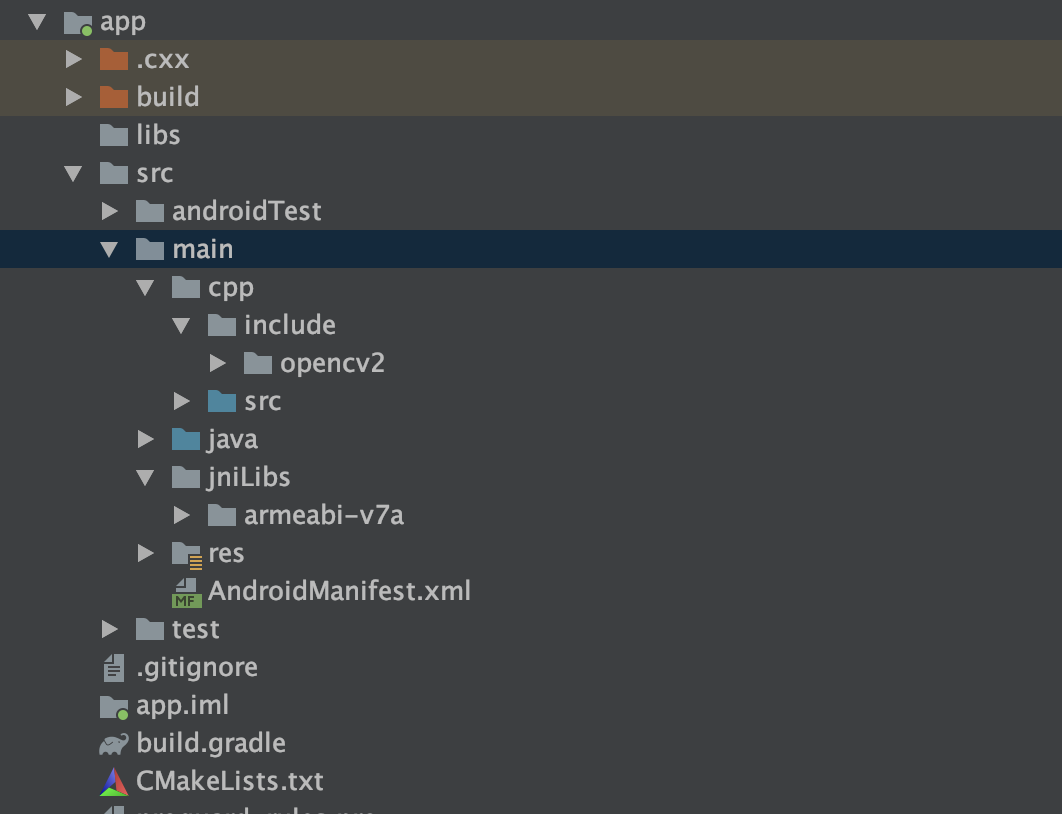 app
.cxx
build
libs
src
androidTest
main
cpp
include
opencv2
src
java
jniLibs
armeabi-v7a
res
MF AndroidManifest.xml
test
.gitignore
app.iml
build.gradle
CMakeLists.txt